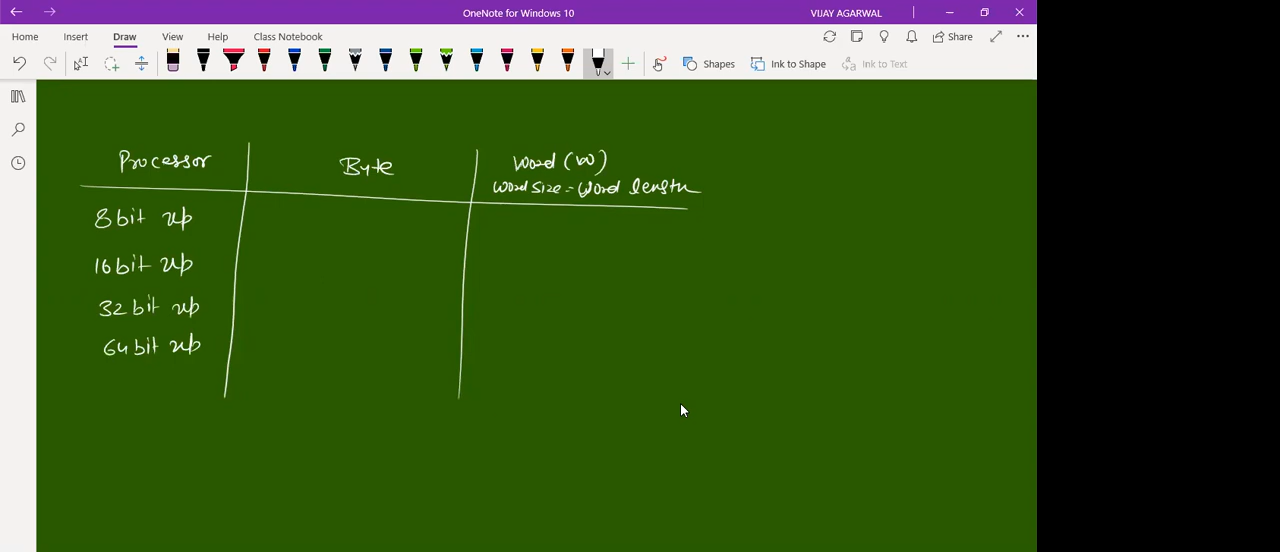 OneNote for Windows 10
VIJAY AGARWAL
Home Insert Draw View Help Class Notebook
Share
Shapes Ink to Shape Ink to Text
Processor Byte Word (W)
Word size = Word length
8 bit up
16 bit up
32 bit up
64 bit up